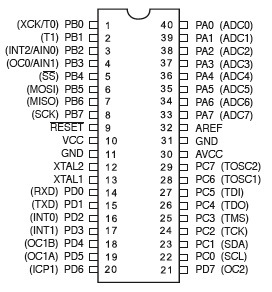 (XCK/T0) PB0 1 40 PA0 (ADC0)
(T1) PB1 2 39 PA1 (ADC1)
(INT2/AIN0) PB2 3 38 PA2 (ADC2)
(OC0/AIN1) PB3 4 37 PA3 (ADC3)
(SS) PB4 5 36 PA4 (ADC4)
(MOSI) PB5 6 35 PA5 (ADC5)
(MISO) PB6 7 34 PA6 (ADC6)
(SCK) PB7 8 33 PA7 (ADC7)
RESET 9 32 AREF
VCC 10 31 GND
GND 11 30 AVCC
XTAL2 12 29 PC7 (TOSC2)
XTAL1 13 28 PC6 (TOSC1)
(RXD) PD0 14 27 PC5 (TDI)
(TXD) PD1 15 26 PC4 (TDO)
(INT0) PD2 16 25 PC3 (TMS)
(INT1) PD3 17 24 PC2 (TCK)
(OC1B) PD4 18 23 PC1 (SDA)
(OC1A) PD5 19 22 PC0 (SCL)
(ICP1) PD6 20 21 PD7 (OC2)